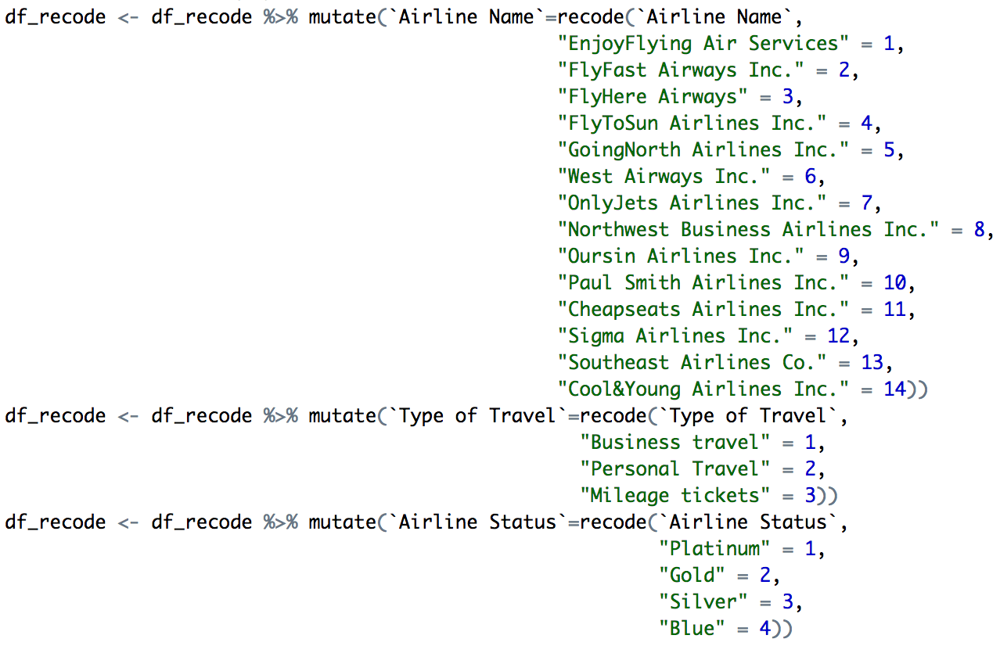 df_recode <- df_recode %>% mutate(`Airline Name`=recode(`Airline Name`,
"EnjoyFlying Air Services" = 1,
"FlyFast Airways Inc." = 2,
"FlyHere Airways" = 3,
"FlyToSun Airlines Inc." = 4,
"GoingNorth Airlines Inc." = 5,
"West Airways Inc." = 6,
"OnlyJets Airlines Inc." = 7,
"Northwest Business Airlines Inc." = 8,
"Oursin Airlines Inc." = 9,
"Paul Smith Airlines Inc." = 10,
"Cheapseats Airlines Inc." = 11,
"Sigma Airlines Inc." = 12,
"Southeast Airlines Co." = 13,
"Cool&Young Airlines Inc." = 14))
df_recode <- df_recode %>% mutate(`Type of Travel`=recode(`Type of Travel`,
"Business travel" = 1,
"Personal Travel" = 2,
"Mileage tickets" = 3))
df_recode <- df_recode %>% mutate(`Airline Status`=recode(`Airline Status`,
"Platinum" = 1,
"Gold" = 2,
"Silver" = 3,
"Blue" = 4))